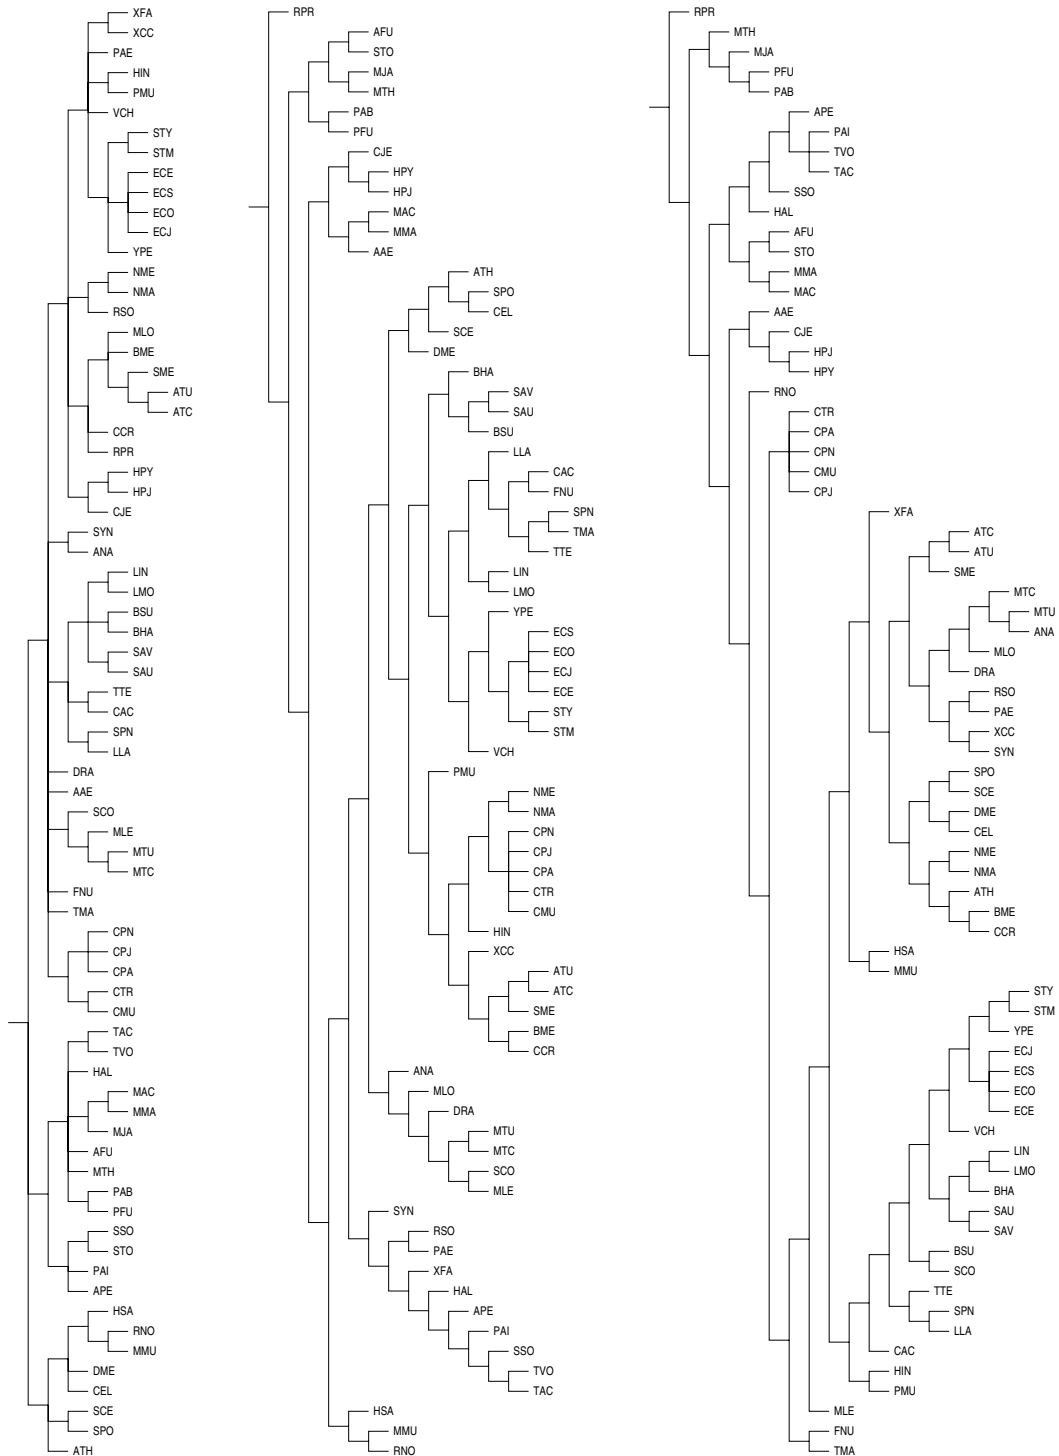 XFA
XCC
PAE
HIN
PMU
VCH
STY
STM
ECE
ECS
ECO
ECJ
YPE
NME
NMA
RSO
MLO
BME
SME
ATU
ATC
CCR
RPR
HPY
HPJ
CJE
SYN
ANA
LIN
LMO
BSU
BHA
SAV
SAU
TTE
CAC
SPN
LLA
DRA
AAE
SCO
MLE
MTU
MTC
FNU
TMA
CPN
CPJ
CPA
CTR
CMU
TAC
TVO
HAL
MAC
MMA
MJA
AFU
MTH
PAB
PFU
SSO
STO
PAI
APE
HSA
RNO
MMU
DME
CEL
SCE
SPO
ATH
RPR
AFU
STO
MJA
MTH
PAB
PFU
CJE
HPY
HPJ
MAC
MMA
AAE
ATH
SPO
CEL
SCE
DME
BHA
SAV
SAU
BSU
LLA
CAC
FNU
SPN
TMA
TTE
LIN
LMO
YPE
ECS
ECO
ECJ
ECE
STY
STM
VCH
PMU
NME
NMA
CPN
CPJ
CPA
CTR
CMU
HIN
XCC
ATU
ATC
SME
BME
CCR
ANA
MLO
DRA
MTU
MTC
SCO
MLE
SYN
RSO
PAE
XFA
HAL
APE
PAI
SSO
TVO
TAC
HSA
MMU
RNO
RPR
MTH
MJA
PFU
PAB
APE
PAI
TVO
TAC
SSO
HAL
AFU
STO
MMA
MAC
AAE
CJE
HPJ
HPY
RNO
CTR
CPA
CPN
CMU
CPJ
XFA
ATC
ATU
SME
MTC
MTU
ANA
MLO
DRA
RSO
PAE
XCC
SYN
SPO
SCE
DME
CEL
NME
NMA
ATH
BME
CCR
HSA
MMU
STY
STM
YPE
ECJ
ECS
ECO
ECE
VCH
LIN
LMO
BHA
SAU
SAV
BSU
SCO
TTE
SPN
LLA
CAC
HIN
PMU
MLE
FNU
TMA